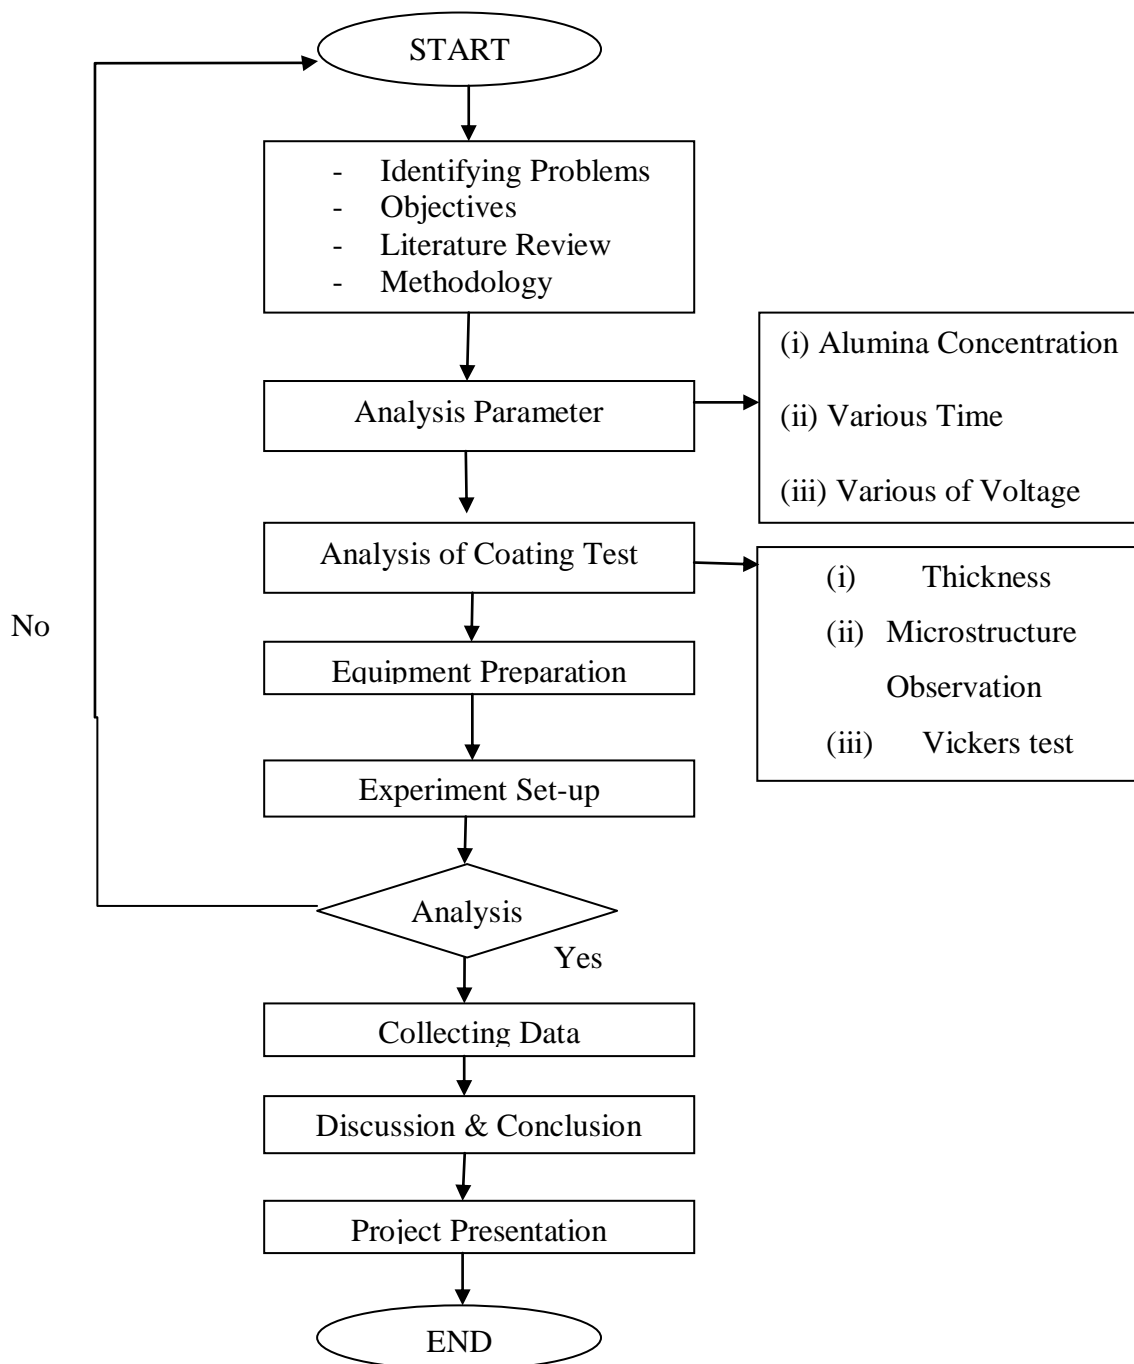 START
- Identifying Problems
- Objectives
- Literature Review
- Methodology
(i) Alumina Concentration
Analysis Parameter
(ii) Various Time
(iii) Various of Voltage
Analysis of Coating Test
(i) Thickness
No
(ii) Microstructure
Observation
Equipment Preparation
(iii) Vickers test
Experiment Set-up
Analysis
Yes
Collecting Data
Discussion & Conclusion
Project Presentation
END